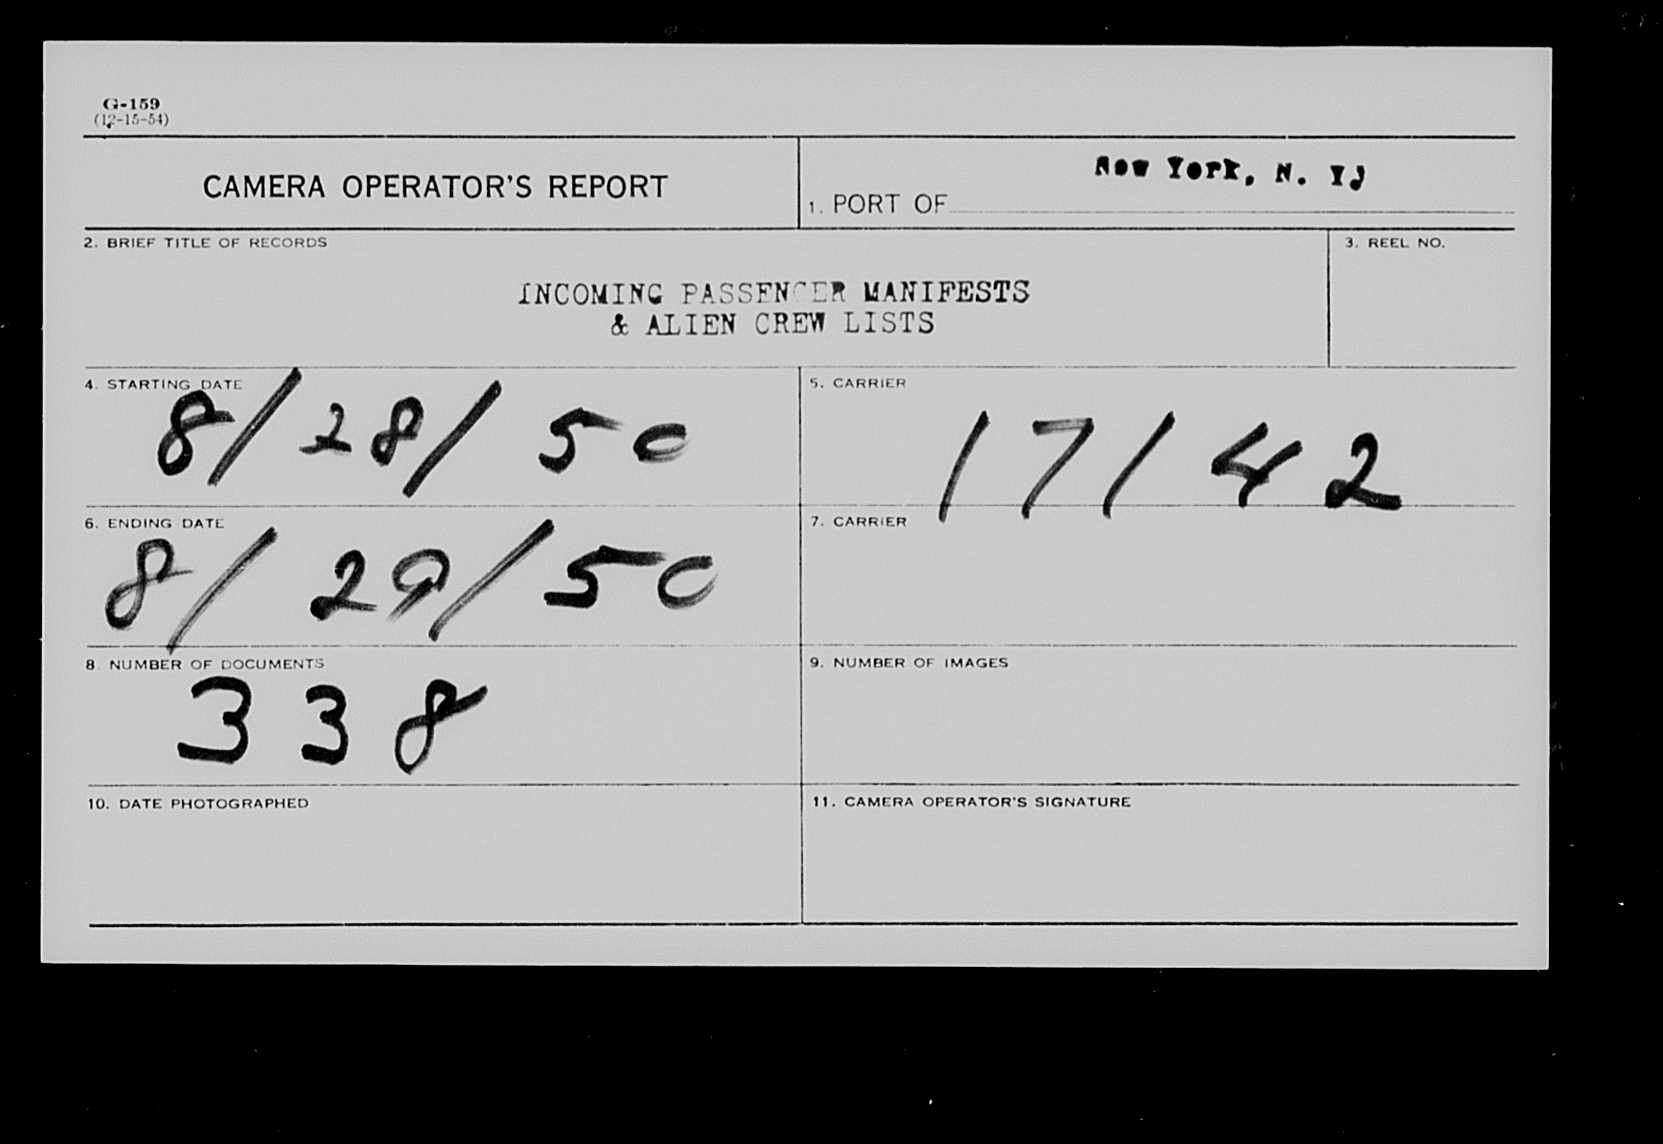 G-159
(12-15-54)
CAMERA OPERATOR'S REPORT
1. PORT OF New York, N. Y.
2. BRIEF TITLE OF RECORDS
3. REEL NO.
INCOMING PASSENGER MANIFESTS
& ALIEN CREW LISTS
4. STARTING DATE
8/28/50
5. CARRIER
17142
6. ENDING DATE
8/29/50
7. CARRIER
8. NUMBER OF DOCUMENTS
338
9. NUMBER OF IMAGES
10. DATE PHOTOGRAPHED
11. CAMERA OPERATOR'S SIGNATURE